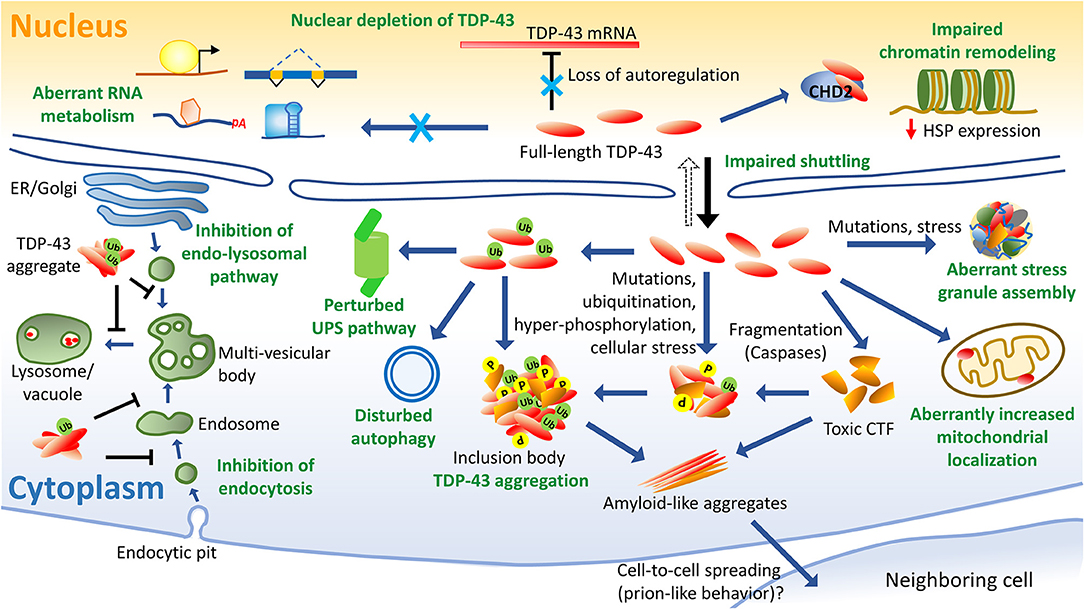 Nucleus
Nuclear depletion of TDP-43
TDP-43 mRNA
Loss of autoregulation
Impaired
chromatin remodeling
CHD2
HSP expression
Aberrant RNA
metabolism
pA
Full-length TDP-43
Impaired shuttling
ER/Golgi
TDP-43
aggregate
Ub
Ub
Inhibition of
endo-lysosomal
pathway
Lysosome/
vacuole
Multi-vesicular
body
Ub
Endosome
Inhibition of
endocytosis
Cytoplasm
Endocytic pit
Perturbed
UPS pathway
Ub
Ub
Ub
Disturbed
autophagy
Mutations,
ubiquitination,
hyper-phosphorylation,
cellular stress
Mutations, stress
Aberrant stress
granule assembly
Fragmentation
(Caspases)
Toxic CTF
Aberrantly increased
mitochondrial
localization
P
Ub
P
P
Ub
Ub
P
P
P
Ub
Ub
Ub
Ub
P
Inclusion body
TDP-43 aggregation
Amyloid-like aggregates
Cell-to-cell spreading
(prion-like behavior)?
Neighboring cell